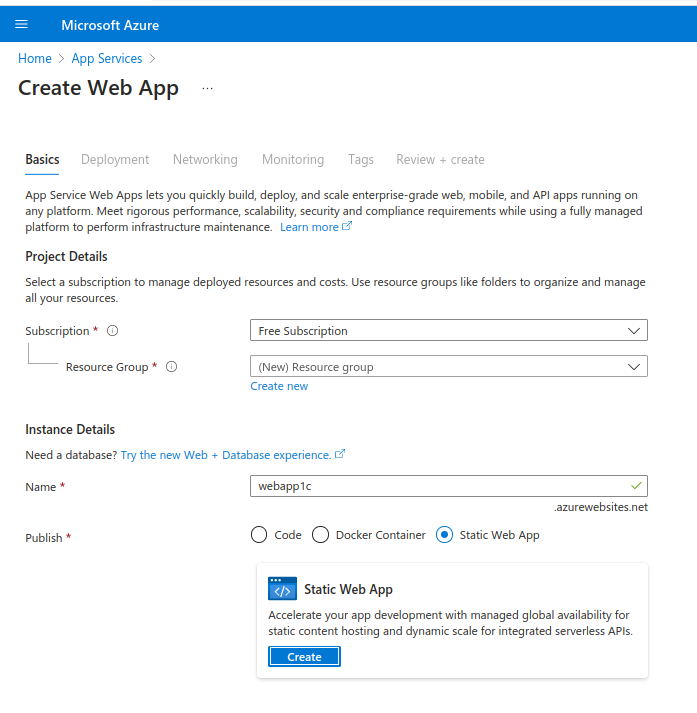 Microsoft Azure
Home > App Services >
Create Web App ...
Basics Deployment Networking Monitoring Tags Review + create
App Service Web Apps lets you quickly build, deploy, and scale enterprise-grade web, mobile, and API apps running on
any platform. Meet rigorous performance, scalability, security and compliance requirements while using a fully managed
platform to perform infrastructure maintenance. Learn more
Project Details
Select a subscription to manage deployed resources and costs. Use resource groups like folders to organize and manage
all your resources.
Subscription * Free Subscription
Resource Group * (New) Resource group
Create new
Instance Details
Need a database? Try the new Web + Database experience.
Name * webapp1c
.azurewebsites.net
Publish * Code Docker Container Static Web App
Static Web App
Accelerate your app development with managed global availability for
static content hosting and dynamic scale for integrated serverless APIs.
Create